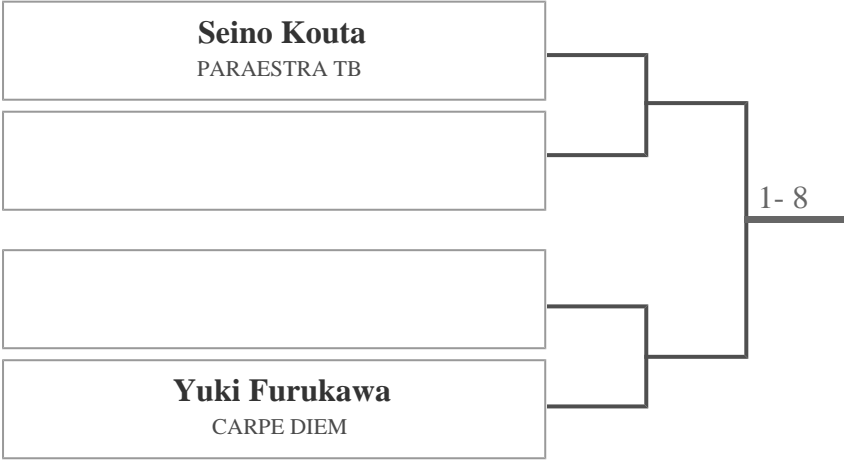 Seino Kouta
PARAESTRA TB
1- 8
Yuki Furukawa
CARPE DIEM